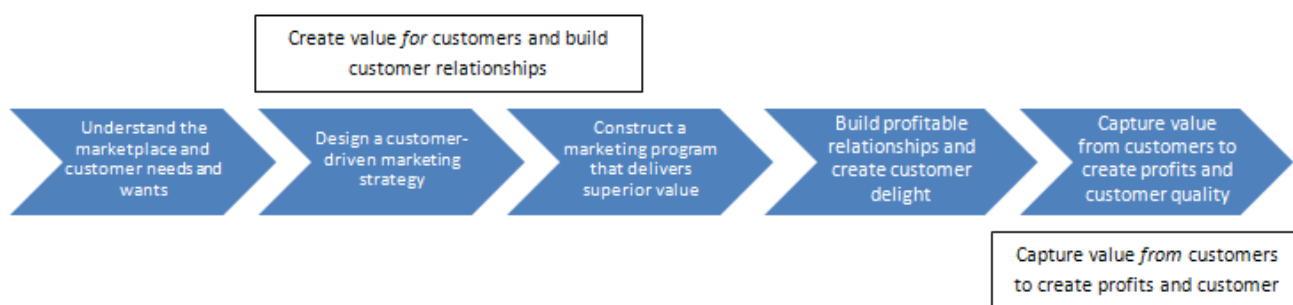 Create value for customers and build
customer relationships
Understand the
marketplace and
customer needs and
wants
Design a customer-
driven marketing
strategy
Construct a
marketing program
that delivers
superior value
Build profitable
relationships and
create customer
delight
Capture value
from customers to
create profits and
customer quality
Capture value from customers
to create profits and customer